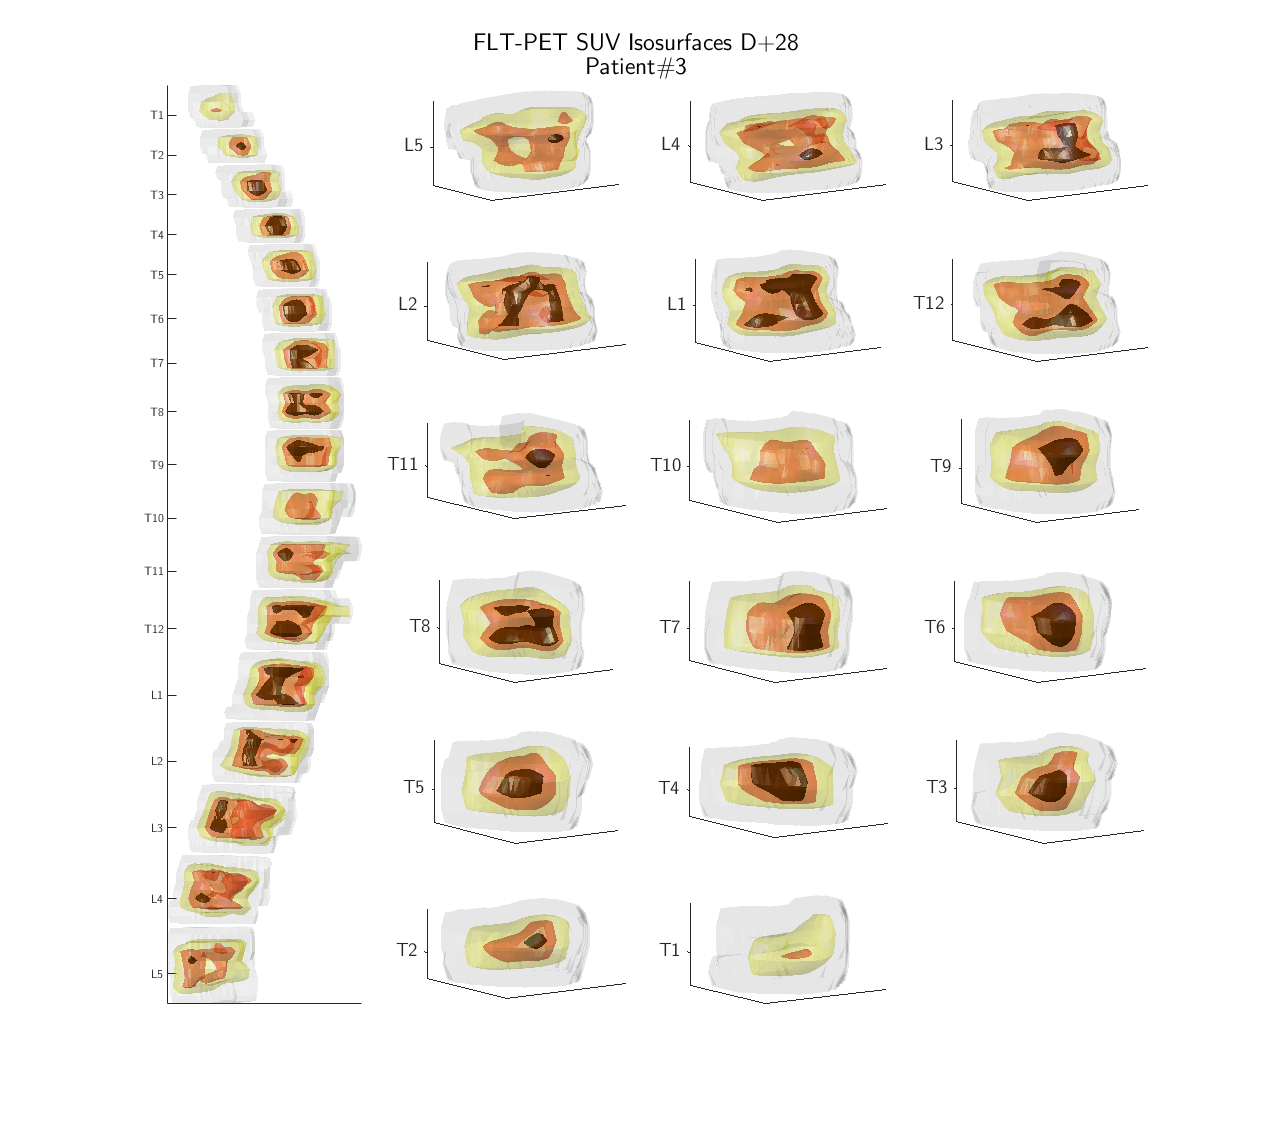 FLT-PET SUV Isosurfaces D+28
Patient#3
T1
T2
T3
T4
T5
T6
T7
T8
T9
T10
T11
T12
L1
L2
L3
L4
L5
L5
L4
L3
L2
L1
T12
T11
T10
T9
T8
T7
T6
T5
T4
T3
T2
T1